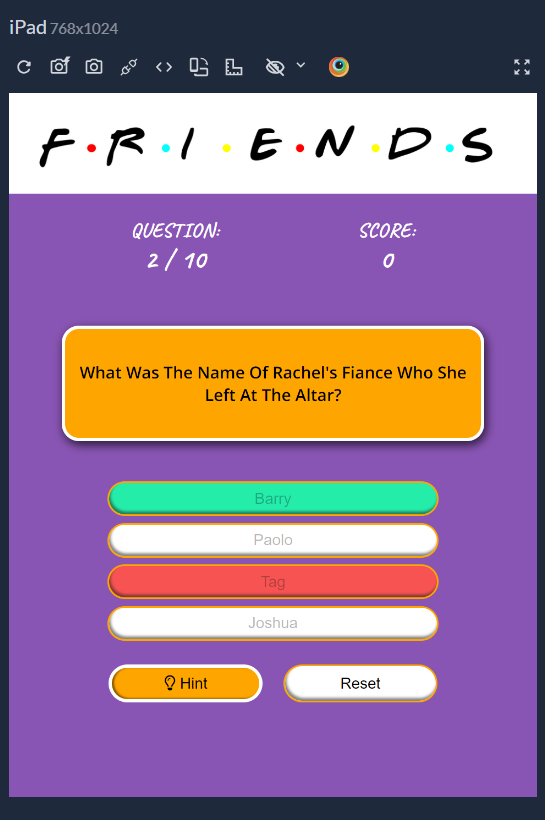 iPad 768x1024
F•R•I•E•N•D•S
QUESTION: SCORE:
2 / 10 0
What Was The Name Of Rachel's Fiance Who She
Left At The Altar?
Barry
Paolo
Tag
Joshua
Hint Reset